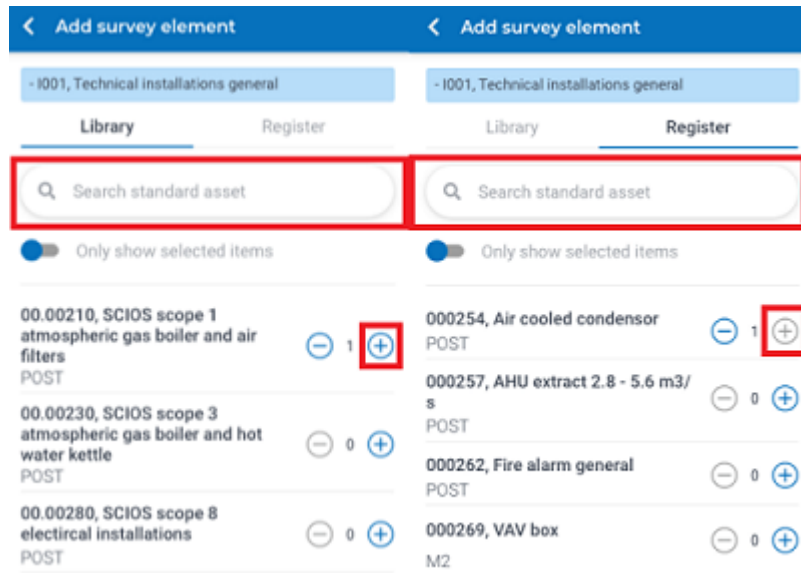 Add survey element
- I001, Technical installations general
Library
Register
Search standard asset
Only show selected items
00.00210, SCIOS scope 1
atmospheric gas boiler and air
filters
POST
1
00.00230, SCIOS scope 3
atmospheric gas boiler and hot
water kettle
POST
0
00.00280, SCIOS scope 8
electircal installations
POST
0
Add survey element
- I001, Technical installations general
Library
Register
Search standard asset
Only show selected items
000254, Air cooled condensor
POST
1
000257, AHU extract 2.8 - 5.6 m3/
s
POST
0
000262, Fire alarm general
POST
0
000269, VAV box
M2
0